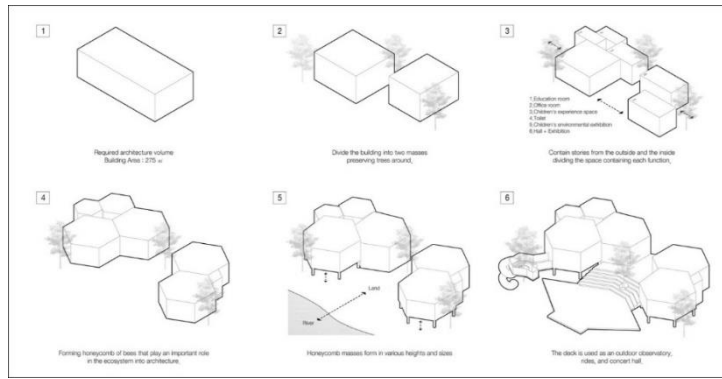 1
Required architecture volume
Building Area : 275 ㎡
2
Divide the building into two masses
preserving trees around.
3
1.Education room
2.Office room
3.Children's experience space
4.Toilet
5.Children's environmental exhibition
6.Hall + Exhibition
Contain stories from the outside and the inside
dividing the space containing each function.
4
Forming honeycomb of bees that play an important role
in the ecosystem into architecture.
5
Land
River
Honeycomb masses form in various heights and sizes
6
The deck is used as an outdoor observatory,
rides, and concert hall.